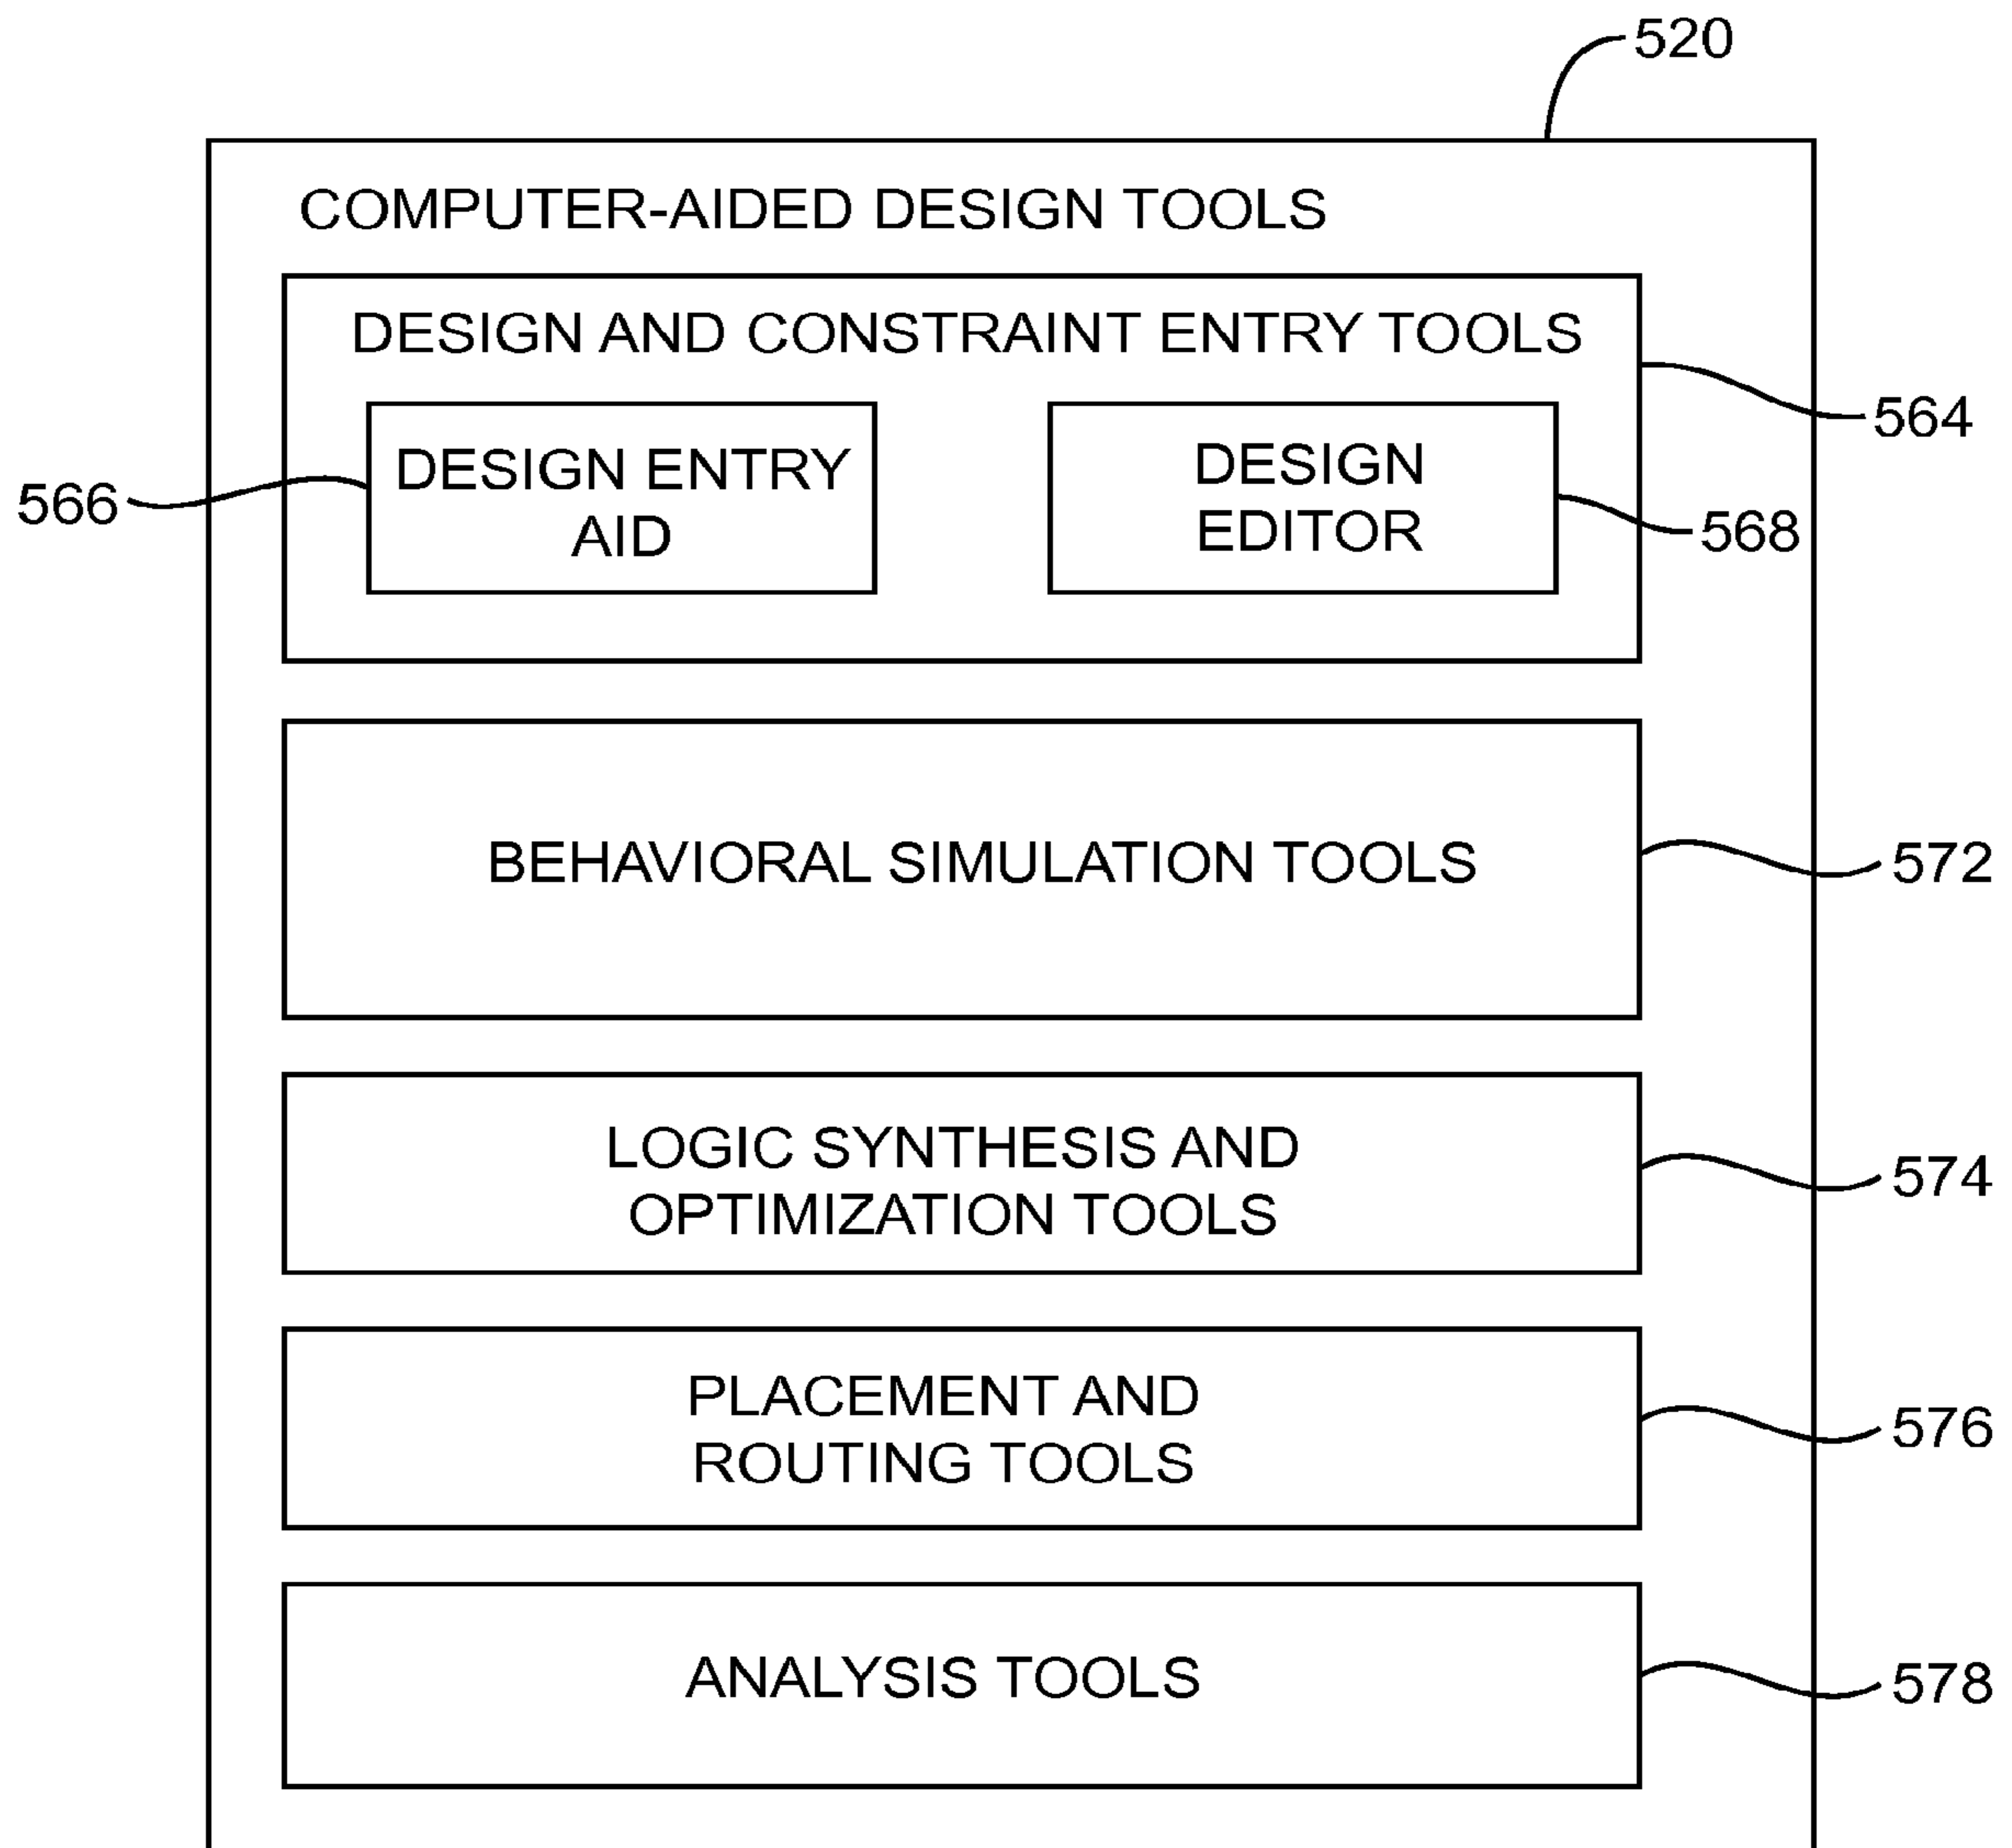 520
COMPUTER-AIDED DESIGN TOOLS
DESIGN AND CONSTRAINT ENTRY TOOLS
564
DESIGN ENTRY
AID
566
DESIGN
EDITOR
568
BEHAVIORAL SIMULATION TOOLS
572
LOGIC SYNTHESIS AND
OPTIMIZATION TOOLS
574
PLACEMENT AND
ROUTING TOOLS
576
ANALYSIS TOOLS
578